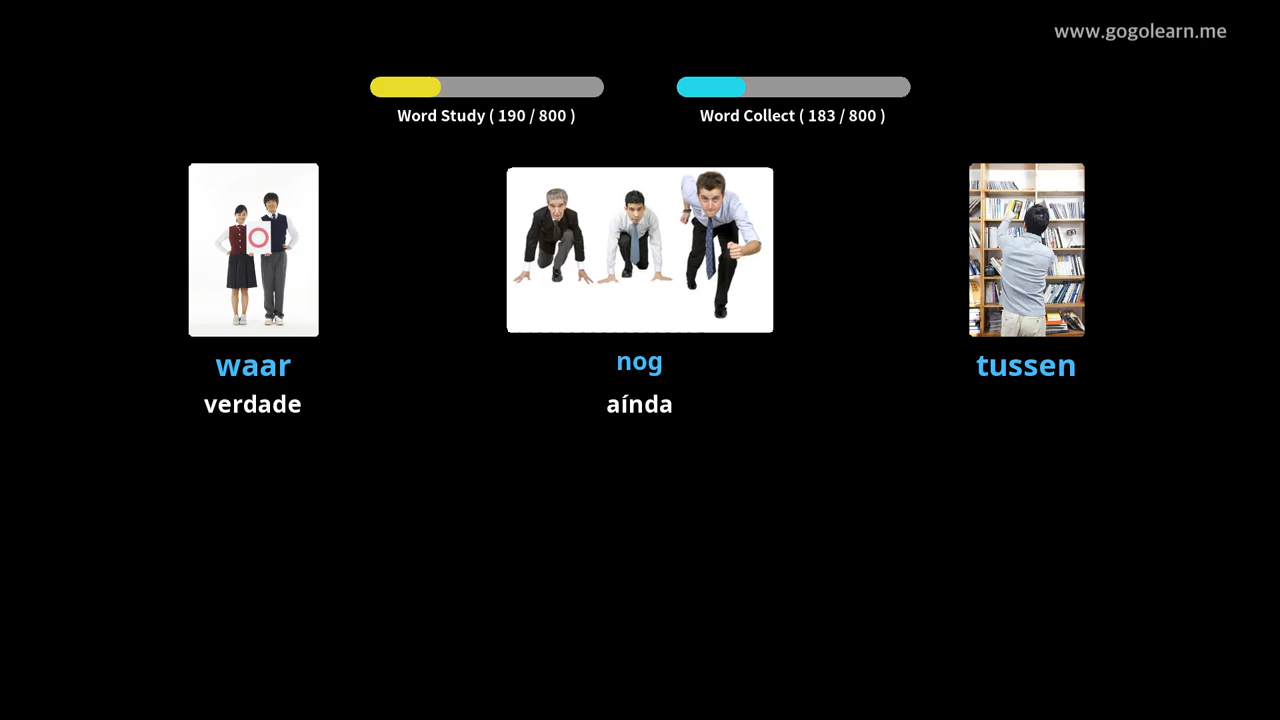 www.gogolearn.me
Word Study ( 190 / 800 )
Word Collect ( 183 / 800 )
waar
nog
tussen
verdade
aínda